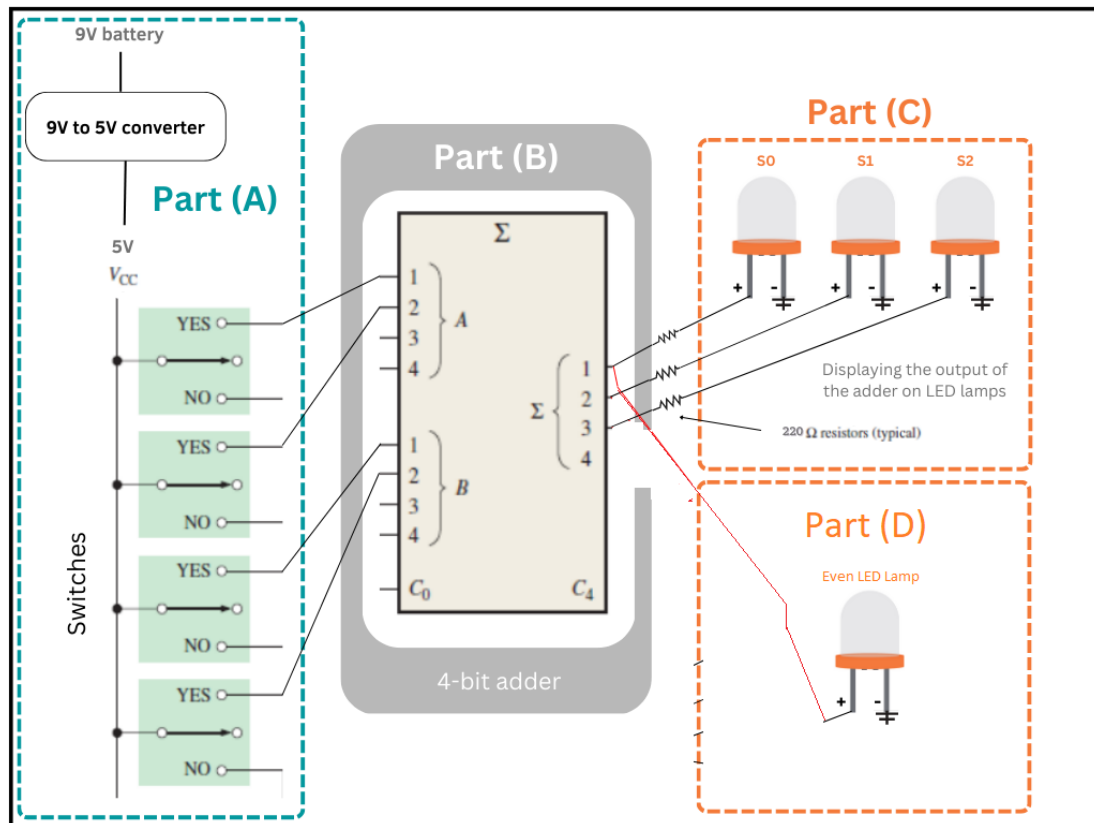 9V battery
9V to 5V converter
Part (A)
5V
VCC
YES
NO
YES
NO
YES
NO
YES
NO
Switches
Part (B)
Σ
1
2
3
4
A
1
2
3
4
B
C0
Σ
1
2
3
4
C4
4-bit adder
Part (C)
S0 S1 S2
+ - + - + -
Displaying the output of
the adder on LED lamps
220 Ω resistors (typical)
Part (D)
Even LED Lamp
+ -